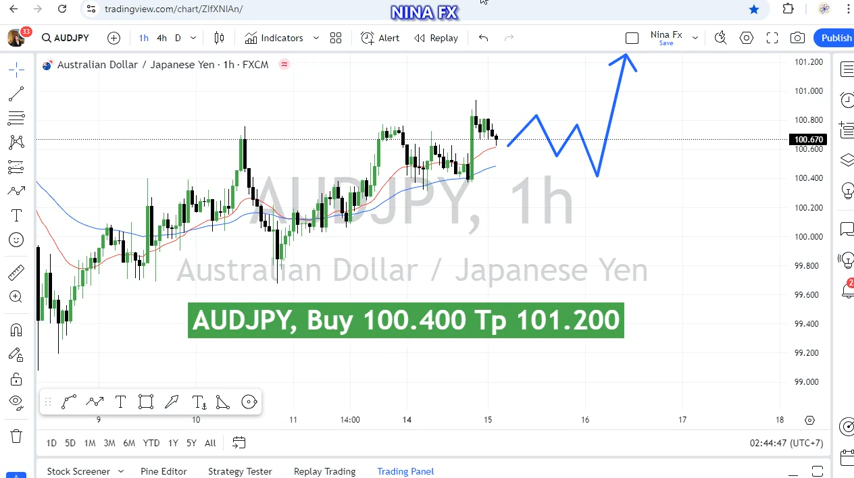 tradingview.com/chart/ZIfXNIAn/
NINA FX
33
AUDJPY
1h 4h D
Indicators
Alert
Replay
Nina Fx
Save
Publish
Australian Dollar / Japanese Yen · 1h · FXCM
101.200
101.000
100.800
100.670
100.600
100.400
100.200
100.000
99.800
99.600
99.400
99.200
99.000
AUDJPY, 1h
Australian Dollar / Japanese Yen
AUDJPY, Buy 100.400 Tp 101.200
9 10 11 14:00 14 15 16 17 18
1D 5D 1M 3M 6M YTD 1Y 5Y All
02:44:47 (UTC+7)
Stock Screener Pine Editor Strategy Tester Replay Trading Trading Panel